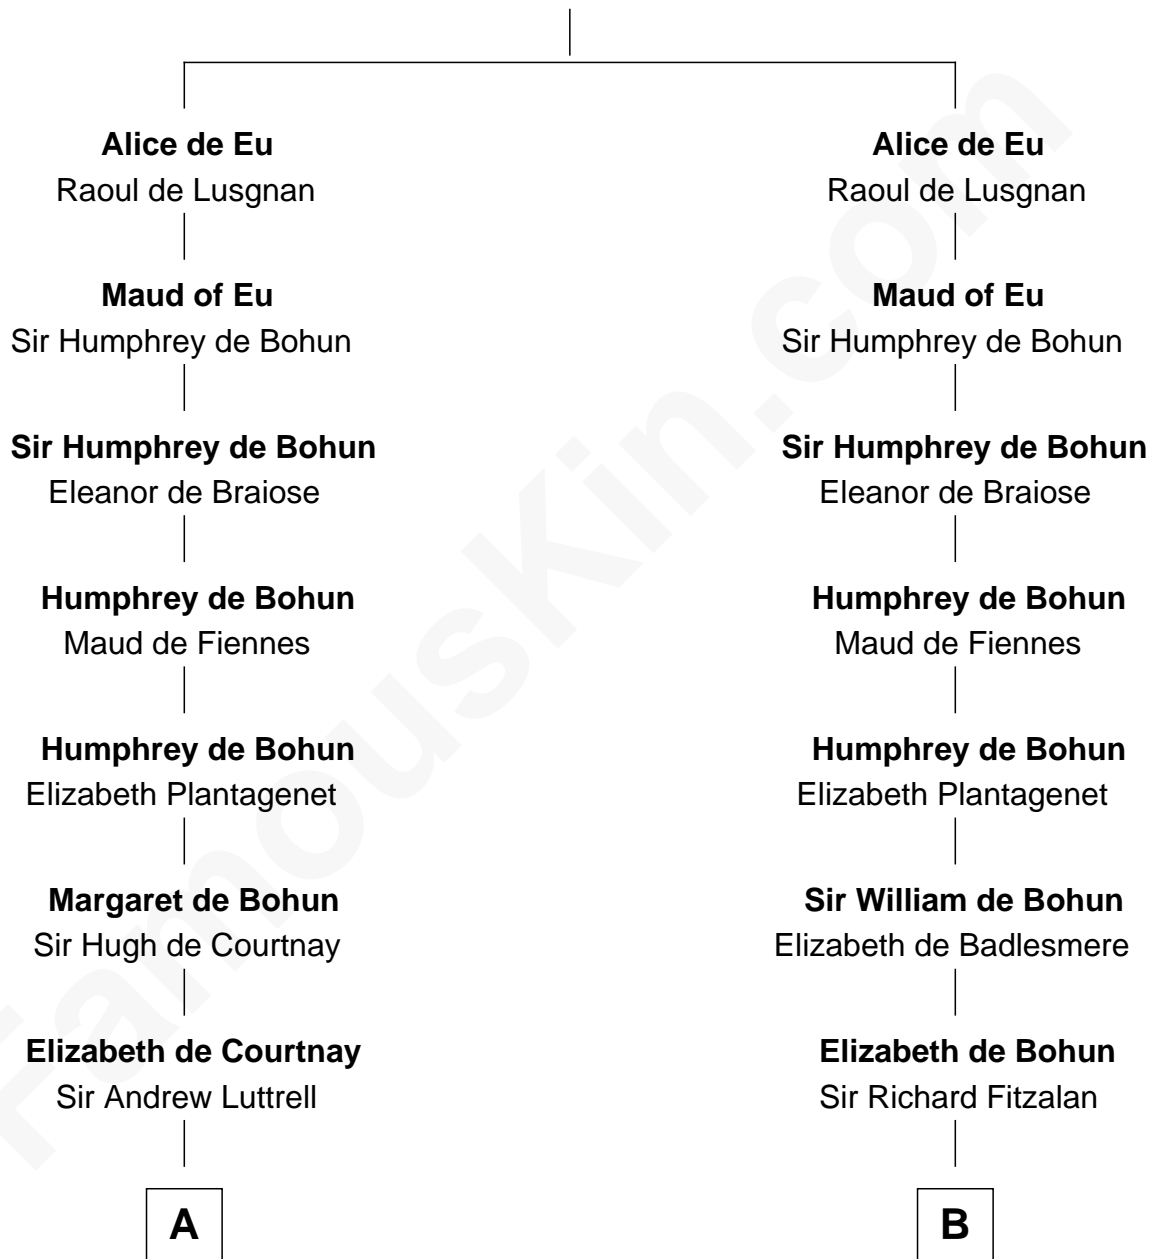 Alice de Eu
Raoul de Lusgnan
Maud of Eu
Sir Humphrey de Bohun
Sir Humphrey de Bohun
Eleanor de Braiose
Humphrey de Bohun
Maud de Fiennes
Humphrey de Bohun
Elizabeth Plantagenet
Margaret de Bohun
Sir Hugh de Courtnay
Elizabeth de Courtnay
Sir Andrew Luttrell
A
Alice de Eu
Raoul de Lusgnan
Maud of Eu
Sir Humphrey de Bohun
Sir Humphrey de Bohun
Eleanor de Braiose
Humphrey de Bohun
Maud de Fiennes
Humphrey de Bohun
Elizabeth Plantagenet
Sir William de Bohun
Elizabeth de Badlesmere
Elizabeth de Bohun
Sir Richard Fitzalan
B
FamousKin.com